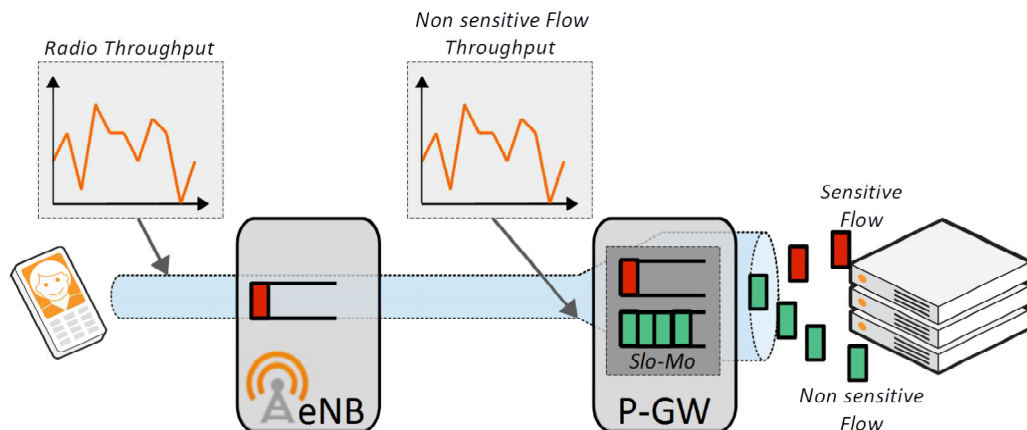 Non sensitive Flow
Throughput
Radio Throughput
Sensitive
Flow
Slo-Mo
eNB
P-GW
Non sensitive
Flow